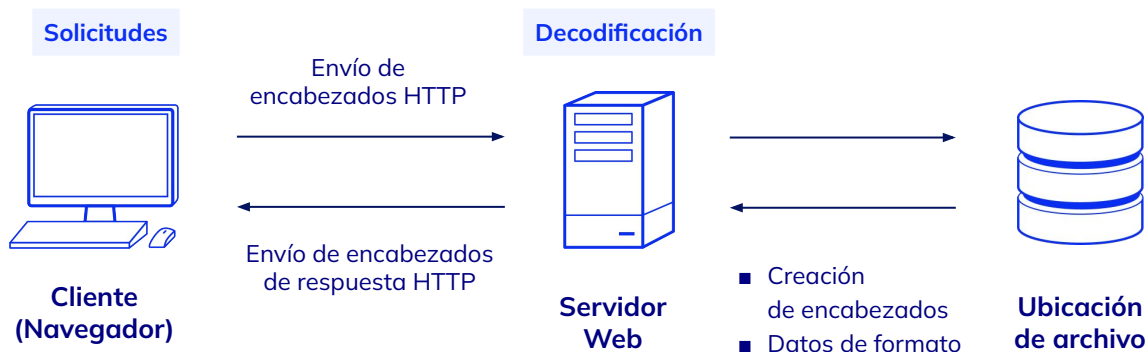 Solicitudes
Decodificación
Envío de
encabezados HTTP
Envío de encabezados
de respuesta HTTP
Cliente
(Navegador)
Servidor
Web
■ Creación
de encabezados
■ Datos de formato
Ubicación
de archivo